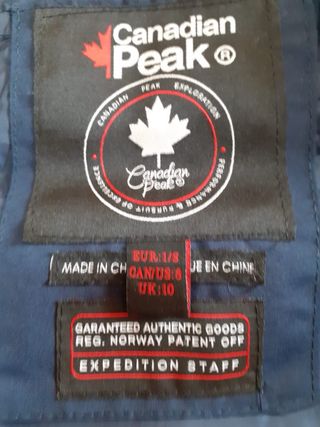 Canadian
Peak ®
CANADIAN PEAK EXPLORATION
PERFORMANCE & PURSUIT OF EXCELLENCE
Canadian
Peak
EUR: 1/S
CAN/US: 6
UK: 10
MADE IN CH
UE EN CHINE
GARANTEED AUTHENTIC GOODS
REG. NORWAY PATENT OFF
EXPEDITION STAFF